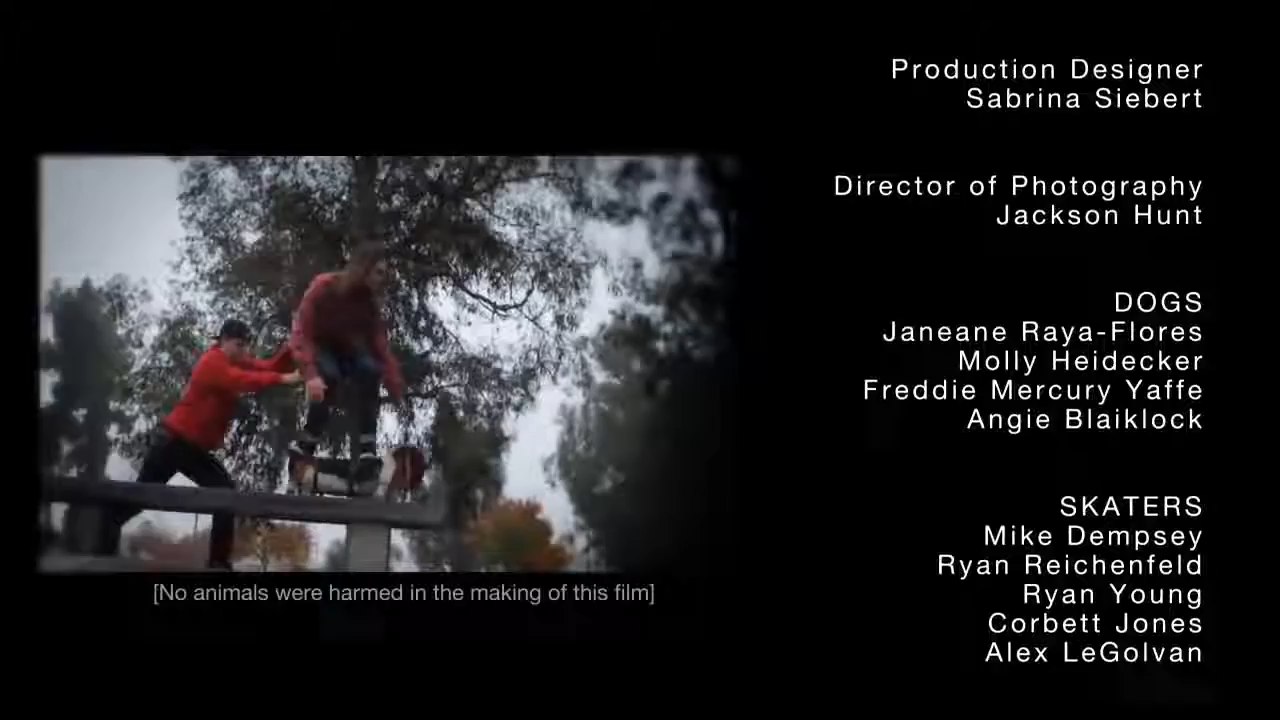 Production Designer
Sabrina Siebert
Director of Photography
Jackson Hunt
DOGS
Janeane Raya-Flores
Molly Heidecker
Freddie Mercury Yaffe
Angie Blaiklock
SKATERS
Mike Dempsey
Ryan Reichenfeld
Ryan Young
Corbett Jones
Alex LeGolvan
[No animals were harmed in the making of this film]